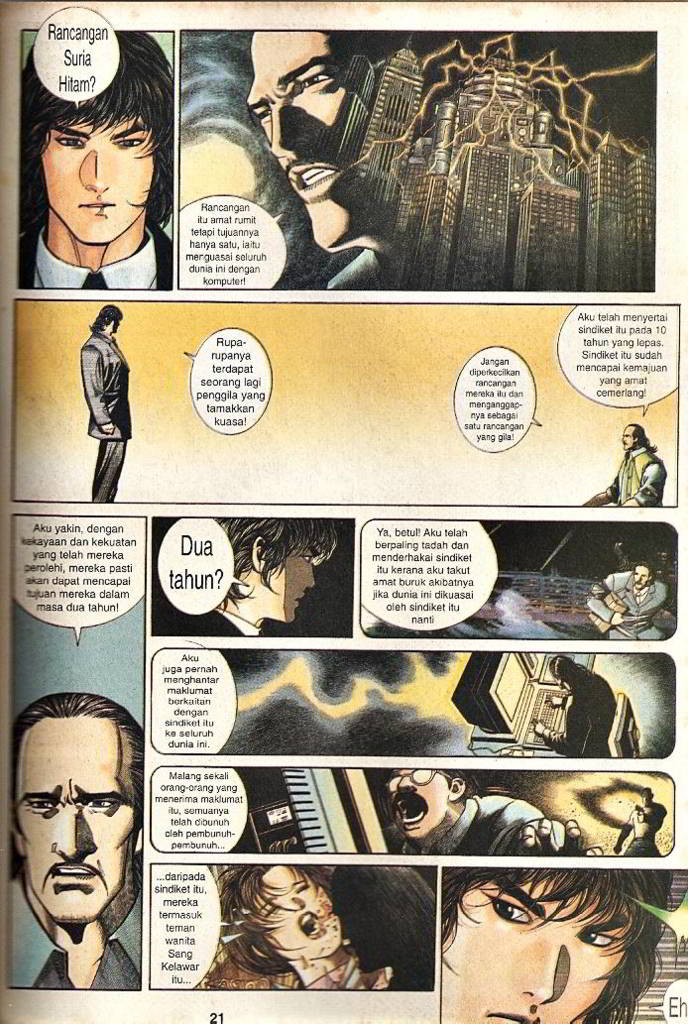 Rancangan
Suria
Hitam?
Rancangan
itu amat rumit
tetapi tujuannya
hanya satu, iaitu
menguasai seluruh
dunia ini dengan
komputer!
Rupa-
rupanya
terdapat
seorang lagi
penggila yang
tamakkan
kuasa!
Jangan
diperkecilkan
rancangan
mereka itu dan
menganggap-
nya sebagai
satu rancangan
yang gila!
Aku telah menyertai
sindiket itu pada 10
tahun yang lepas.
Sindiket itu sudah
mencapai kemajuan
yang amat
cemerlang!
Aku yakin, dengan
kekayaan dan kekuatan
yang telah mereka
perolehi, mereka pasti
akan dapat mencapai
tujuan mereka dalam
masa dua tahun!
Dua
tahun?
Ya, betul! Aku telah
berpaling tadah dan
menderhakai sindiket
itu kerana aku takut
amat buruk akibatnya
jika dunia ini dikuasai
oleh sindiket itu
nanti
Aku
juga pernah
menghantar
maklumat
berkaitan
dengan
sindiket itu
ke seluruh
dunia ini.
Malang sekali
orang-orang yang
menerima maklumat
itu, semuanya
telah dibunuh
oleh pembunuh-
pembunuh...
...daripada
sindiket itu,
mereka
termasuk
teman
wanita
Sang
Kelawar
itu...
Eh
21